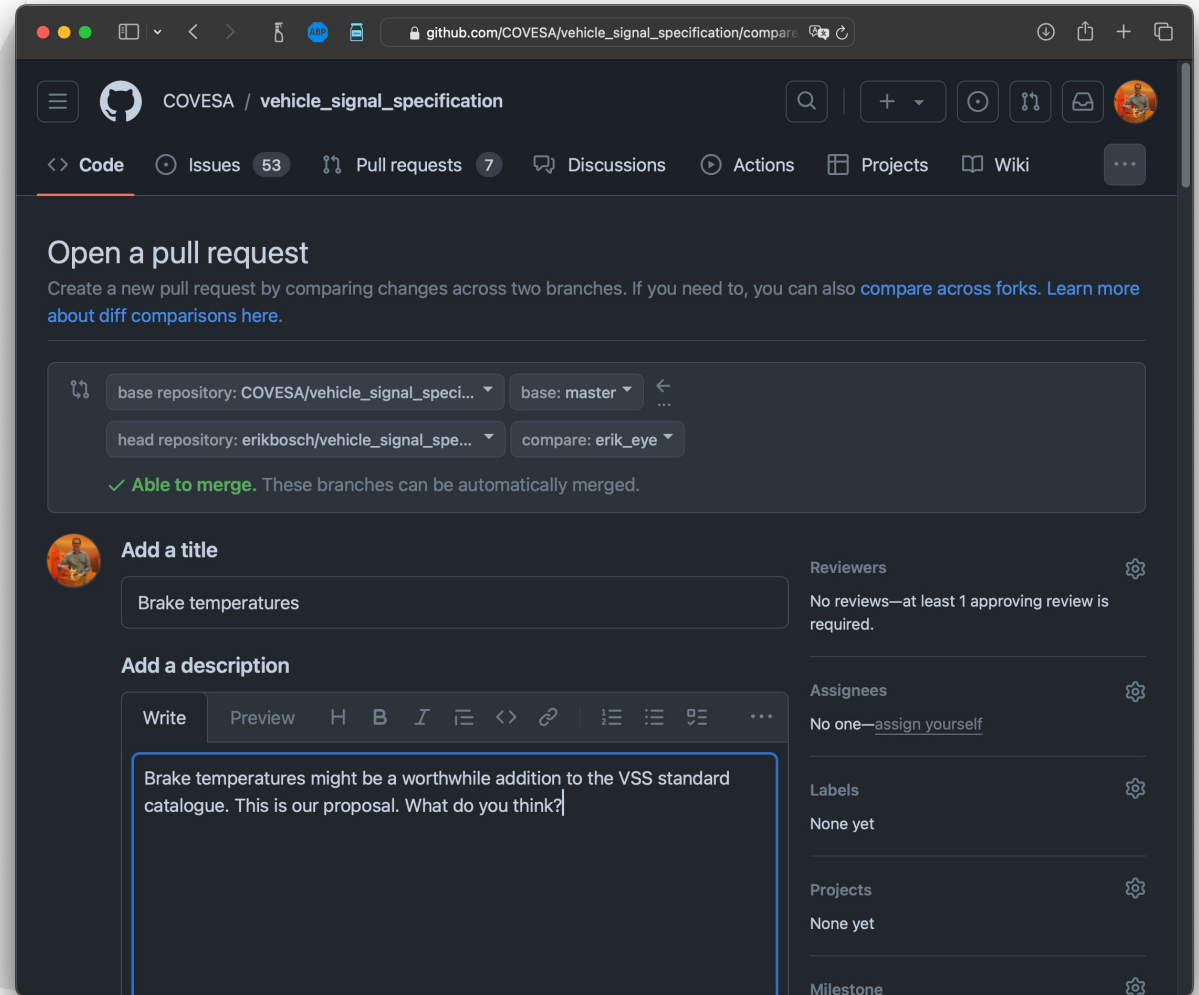 ABP
github.com/COVESA/vehicle_signal_specification/compare
COVESA / vehicle_signal_specification
Code
Issues 53
Pull requests 7
Discussions
Actions
Projects
Wiki
Open a pull request
Create a new pull request by comparing changes across two branches. If you need to, you can also compare across forks. Learn more
about diff comparisons here.
base repository: COVESA/vehicle_signal_speci...
base: master
head repository: erikbosch/vehicle_signal_spe...
compare: erik_eye
Able to merge. These branches can be automatically merged.
Add a title
Brake temperatures
Add a description
Write
Preview
H B I
Brake temperatures might be a worthwhile addition to the VSS standard
catalogue. This is our proposal. What do you think?
Reviewers
No reviews—at least 1 approving review is
required.
Assignees
No one—assign yourself
Labels
None yet
Projects
None yet
Milestone